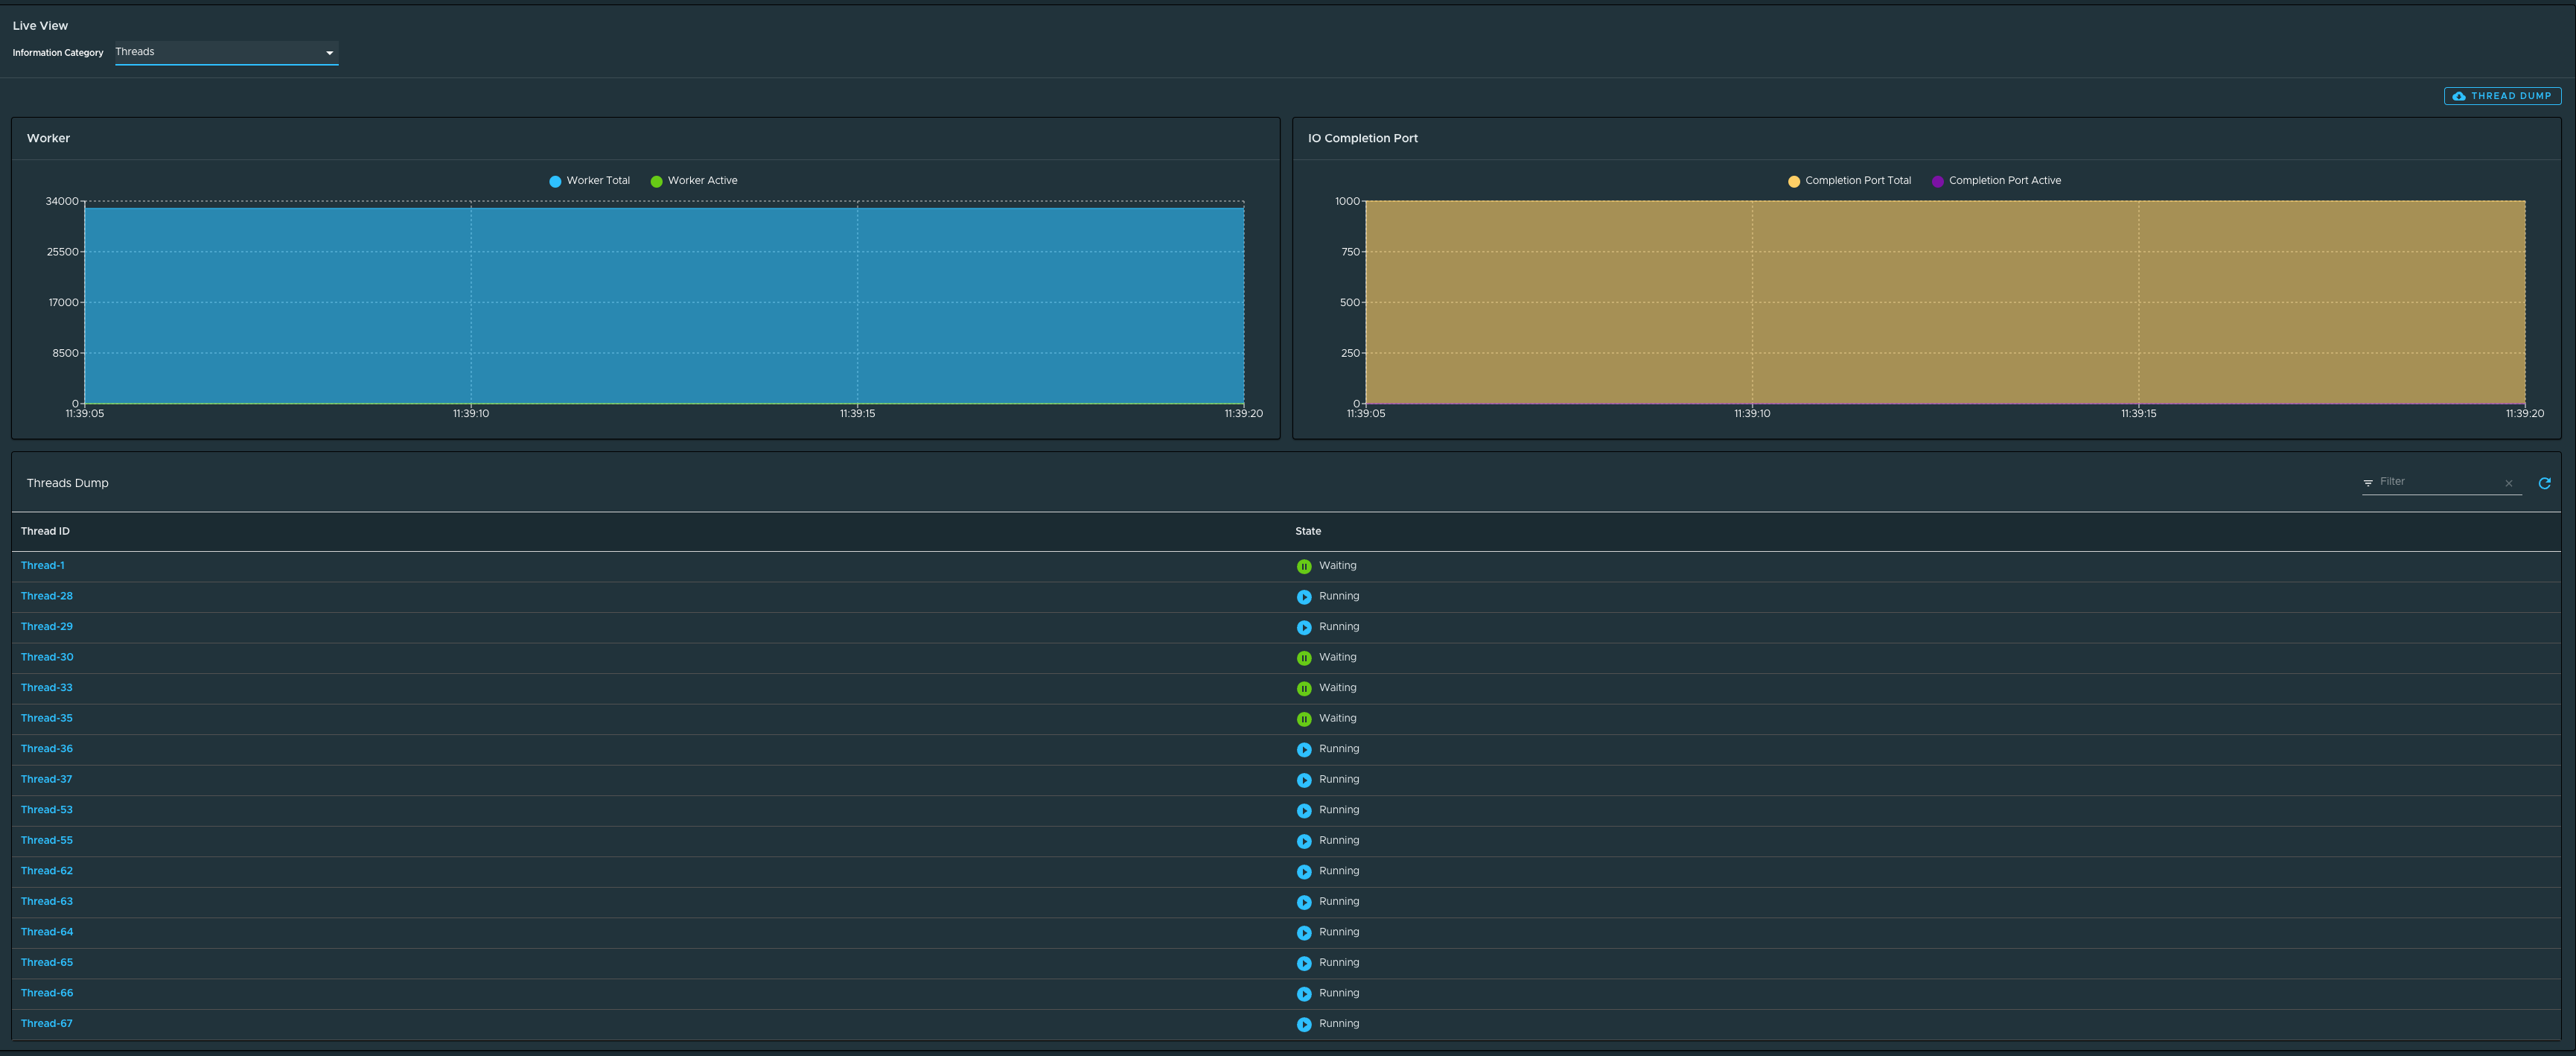 Live View
Information Category Threads
THREAD DUMP
Worker
Worker Total Worker Active
34000
25500
17000
8500
0
11:39:05 11:39:10 11:39:15 11:39:20
IO Completion Port
Completion Port Total Completion Port Active
1000
750
500
250
0
11:39:05 11:39:10 11:39:15 11:39:20
Threads Dump Filter
Thread ID State
Thread-1 Waiting
Thread-28 Running
Thread-29 Running
Thread-30 Waiting
Thread-33 Waiting
Thread-35 Waiting
Thread-36 Running
Thread-37 Running
Thread-53 Running
Thread-55 Running
Thread-62 Running
Thread-63 Running
Thread-64 Running
Thread-65 Running
Thread-66 Running
Thread-67 Running